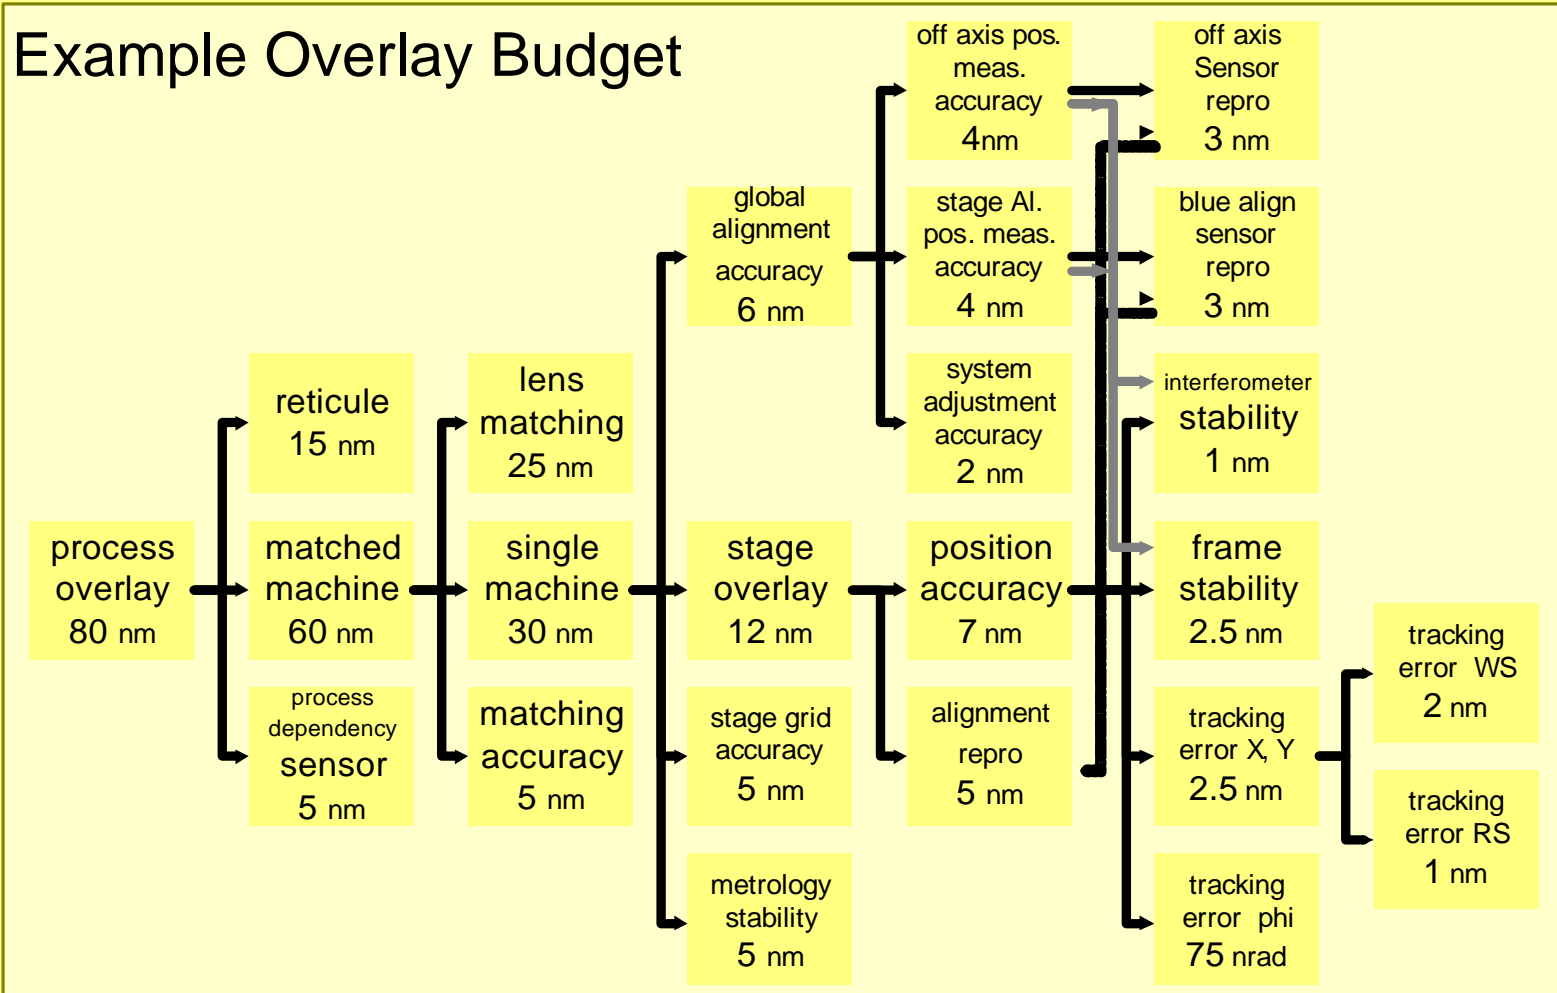 Example Overlay Budget
off axis pos.
meas.
accuracy
4nm
off axis
Sensor
repro
3 nm
global
alignment
accuracy
6 nm
stage Al.
pos. meas.
accuracy
4 nm
blue align
sensor
repro
3 nm
reticule
15 nm
lens
matching
25 nm
system
adjustment
accuracy
2 nm
interferometer
stability
1 nm
process
overlay
80 nm
matched
machine
60 nm
single
machine
30 nm
stage
overlay
12 nm
position
accuracy
7 nm
frame
stability
2.5 nm
tracking
error WS
2 nm
process
dependency
sensor
5 nm
matching
accuracy
5 nm
stage grid
accuracy
5 nm
alignment
repro
5 nm
tracking
error X, Y
2.5 nm
tracking
error RS
1 nm
metrology
stability
5 nm
tracking
error phi
75 nrad